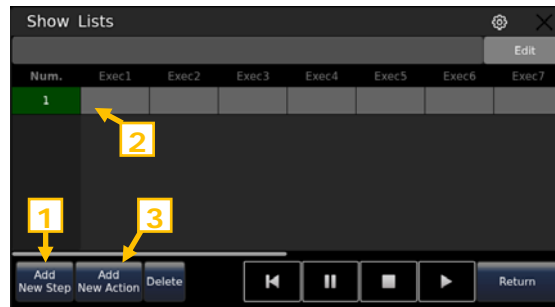 Show Lists
Edit
Num. Exec1 Exec2 Exec3 Exec4 Exec5 Exec6 Exec7
1
2
1 3
Add New Step
Add New Action
Delete
Return